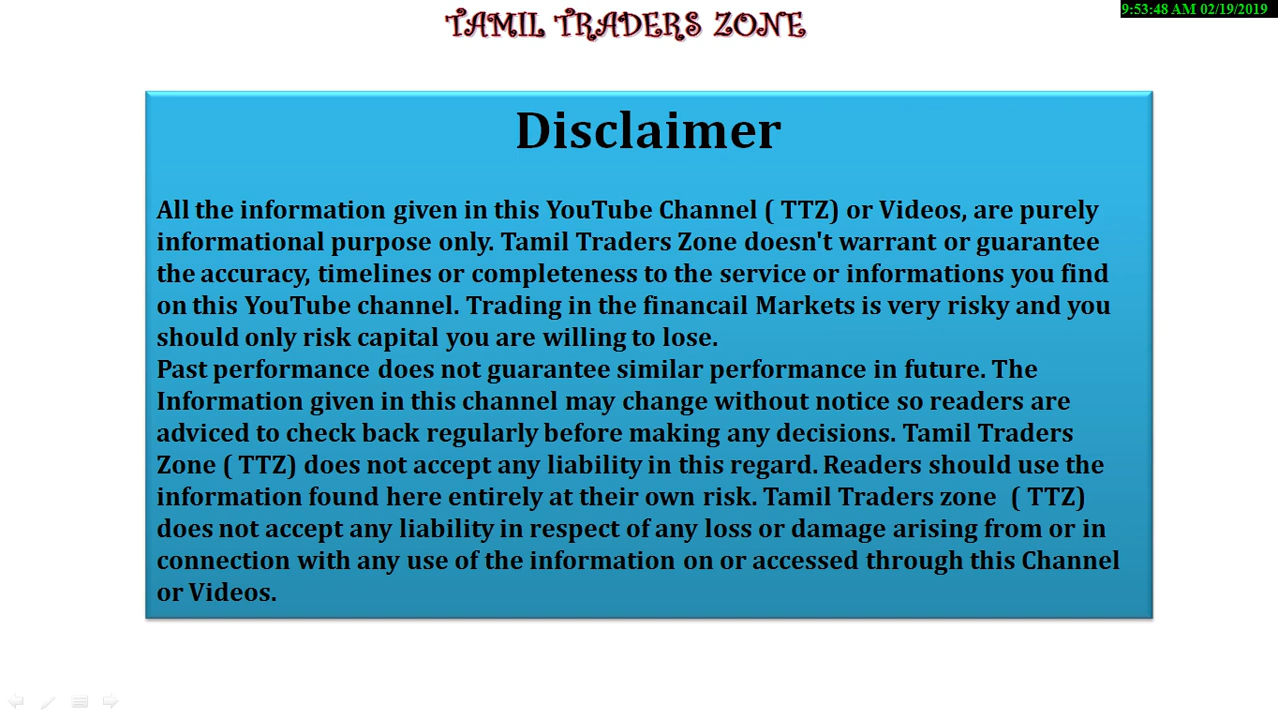 TAMIL TRADERS ZONE
9:53:48 AM 02/19/2019
Disclaimer
All the information given in this YouTube Channel ( TTZ) or Videos, are purely
informational purpose only. Tamil Traders Zone doesn't warrant or guarantee
the accuracy, timelines or completeness to the service or informations you find
on this YouTube channel. Trading in the financail Markets is very risky and you
should only risk capital you are willing to lose.
Past performance does not guarantee similar performance in future. The
Information given in this channel may change without notice so readers are
adviced to check back regularly before making any decisions. Tamil Traders
Zone ( TTZ) does not accept any liability in this regard. Readers should use the
information found here entirely at their own risk. Tamil Traders zone  ( TTZ)
does not accept any liability in respect of any loss or damage arising from or in
connection with any use of the information on or accessed through this Channel
or Videos.